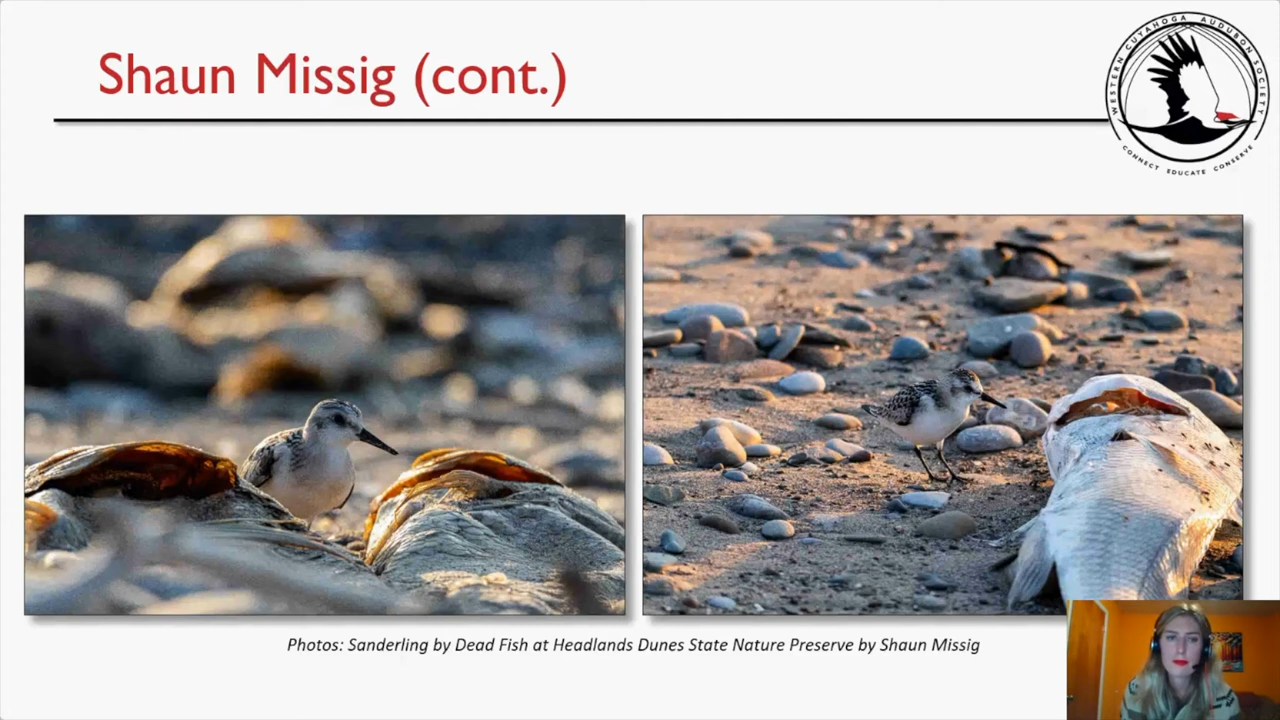 Shaun Missig (cont.)
WESTERN CUYAHOGA AUDUBON SOCIETY
CONNECT EDUCATE CONSERVE
Photos: Sanderling by Dead Fish at Headlands Dunes State Nature Preserve by Shaun Missig